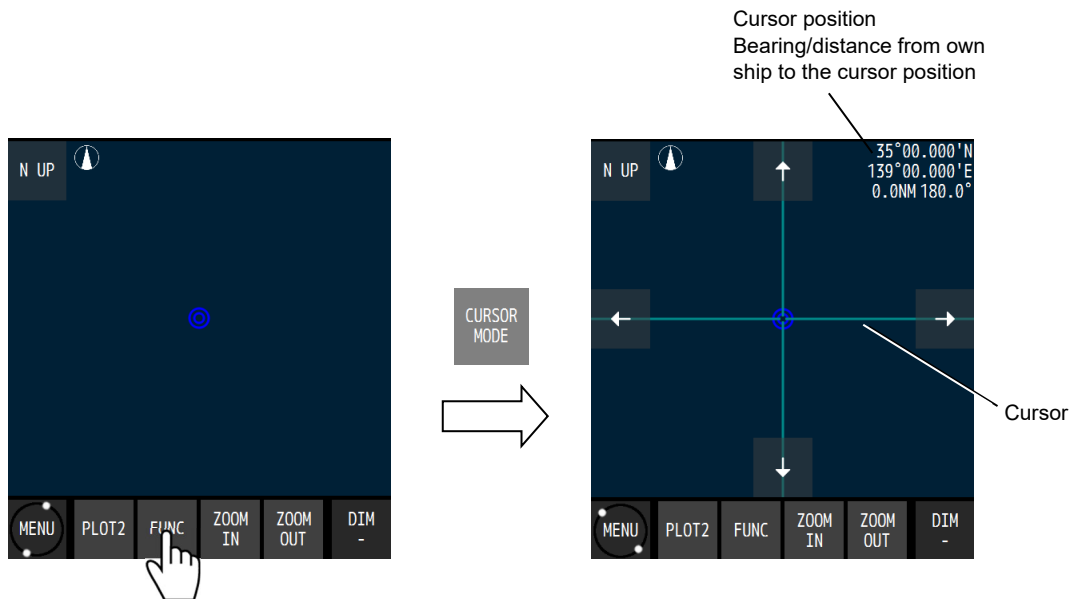 Cursor position
Bearing/distance from own
ship to the cursor position
N UP
MENU
PLOT2
FUNC
ZOOM
IN
ZOOM
OUT
DIM
-
CURSOR
MODE
N UP
35°00.000'N
139°00.000'E
0.0NM 180.0°
Cursor
MENU
PLOT2
FUNC
ZOOM
IN
ZOOM
OUT
DIM
-